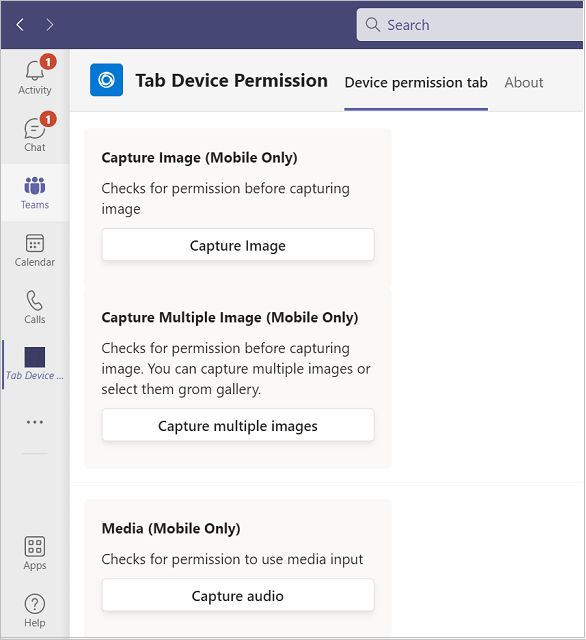 Search
1
Activity
1
Chat
Teams
Calendar
Calls
Tab Device ...
Apps
Help
Tab Device Permission
Device permission tab
About
Capture Image (Mobile Only)
Checks for permission before capturing
image
Capture Image
Capture Multiple Image (Mobile Only)
Checks for permission before capturing
image. You can capture multiple images or
select them grom gallery.
Capture multiple images
Media (Mobile Only)
Checks for permission to use media input
Capture audio